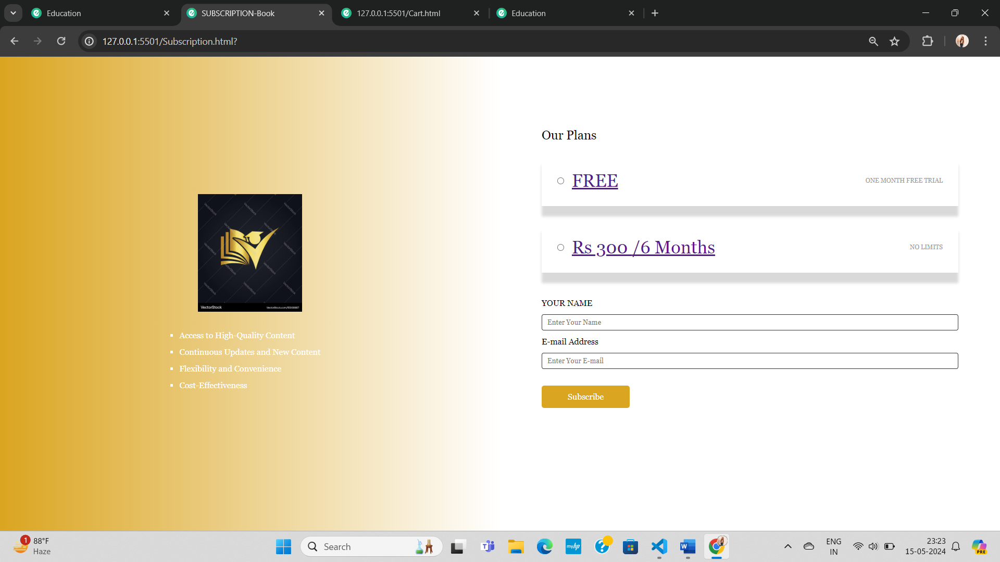 Education
SUBSCRIPTION-Book
127.0.0.1:5501/Cart.html
Education
127.0.0.1:5501/Subscription.html?
Our Plans
FREE
ONE MONTH FREE TRIAL
Rs 300 /6 Months
NO LIMITS
YOUR NAME
Enter Your Name
E-mail Address
Enter Your E-mail
Subscribe
VectorStock
Access to High-Quality Content
Continuous Updates and New Content
Flexibility and Convenience
Cost-Effectiveness
1
88°F
Haze
Search
T
myhp
?
W
ENG
IN
23:23
15-05-2024
PRE